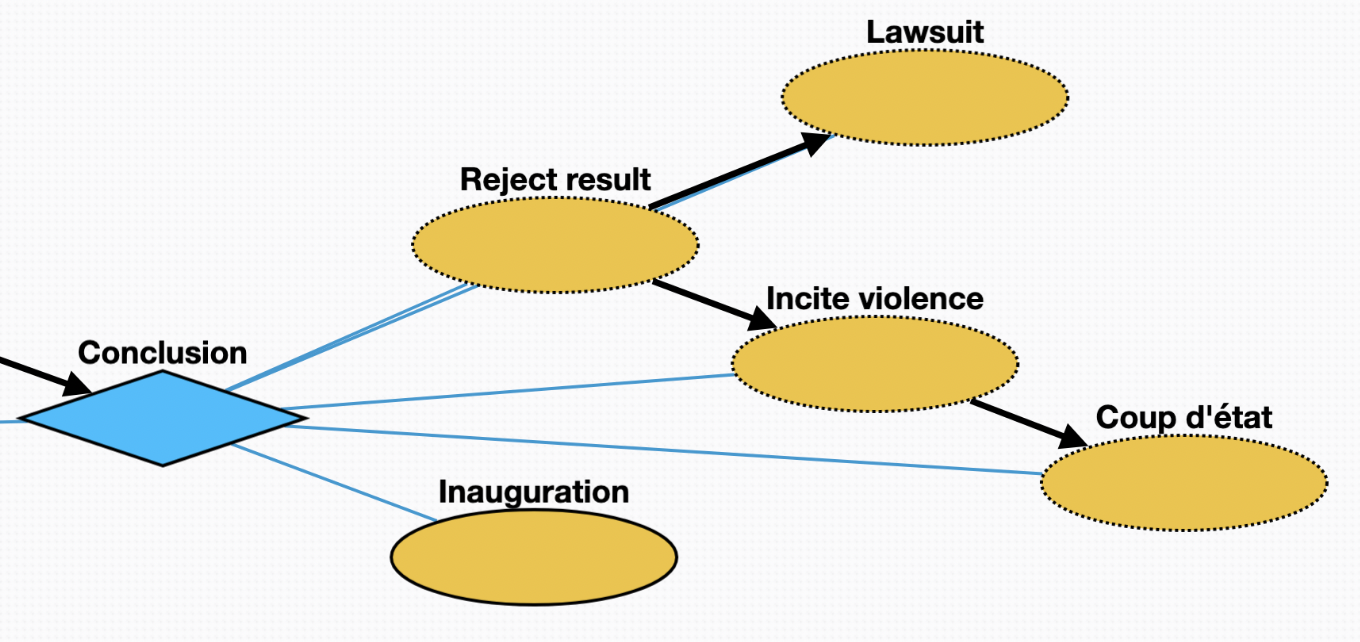 Lawsuit
Reject result
Incite violence
Conclusion
Coup d'état
Inauguration